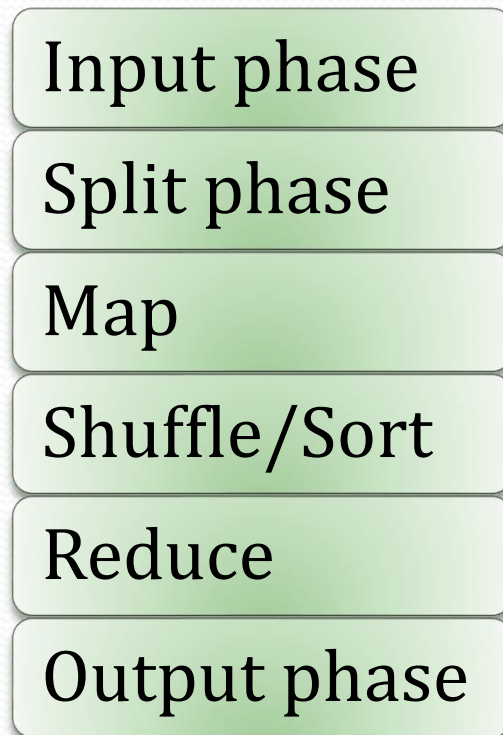 Input phase
Split phase
Map
Shuffle/Sort
Reduce
Output phase